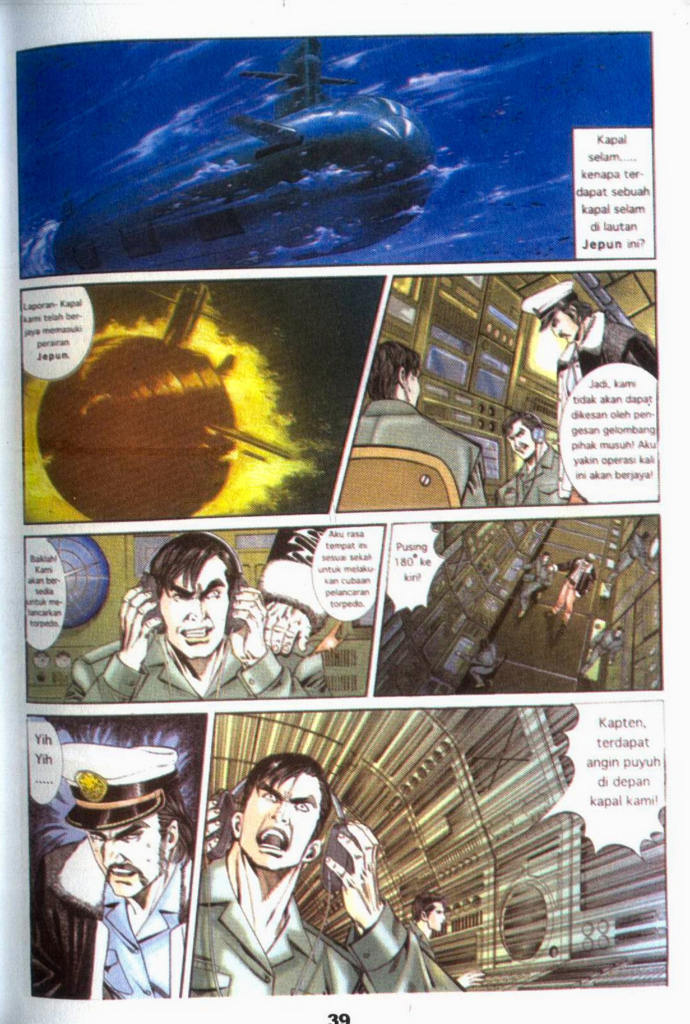 Kapal
selam.....
kenapa ter-
dapat sebuah
kapal selam
di lautan
Jepun ini?
Laporan- Kapal
kami telah ber-
jaya memasuki
perairan
Jepun.
Jadi, kami
tidak akan dapat
dikesan oleh pen-
gesan gelombang
pihak musuh! Aku
yakin operasi kali
ini akan berjaya!
Baiklah!
Kami
akan ber-
sedia
untuk me-
lancarkan
torpedo.
Aku rasa
tempat ini
sesuai sekali
untuk melaku-
kan cubaan
pelancaran
torpedo.
Pusing
180° ke
kiri!
Yih
Yih
.....
Kapten,
terdapat
angin puyuh
di depan
kapal kami!
39